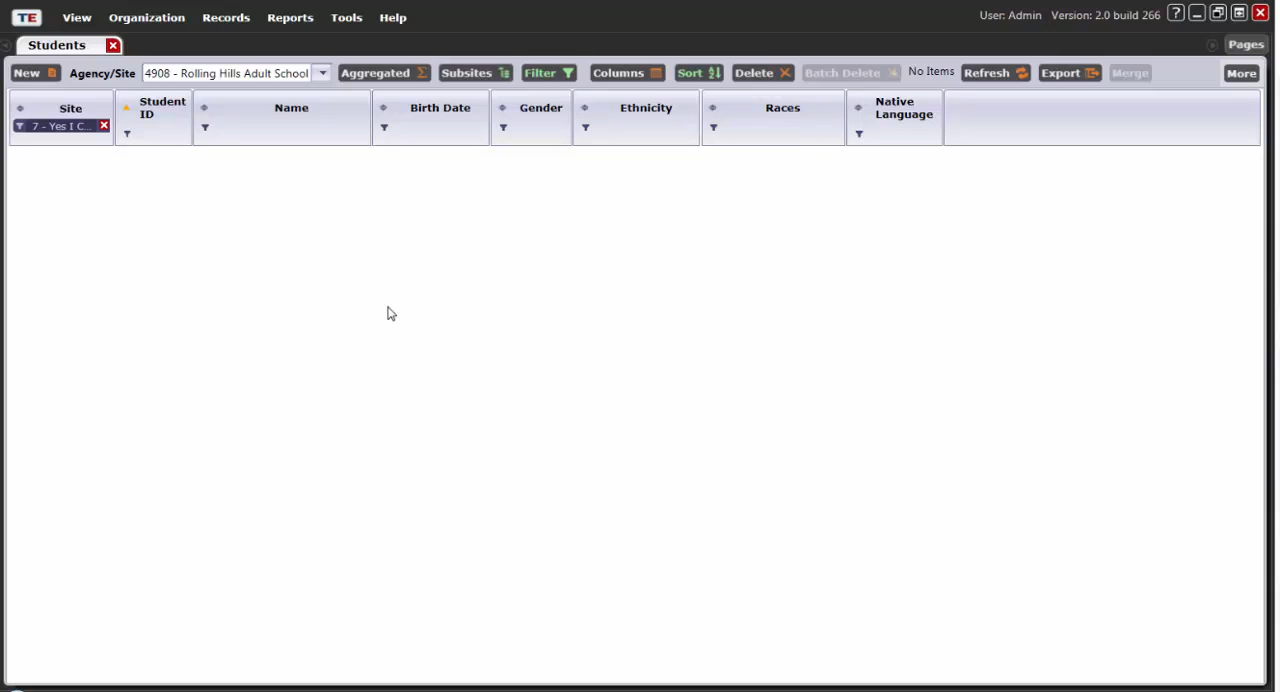 TE View Organization Records Reports Tools Help User: Admin Version: 2.0 build 266 ?
Students Pages
New Agency/Site 4908 - Rolling Hills Adult School Aggregated Subsites Filter Columns Sort Delete Batch Delete No Items Refresh Export Merge More
Site Student ID Name Birth Date Gender Ethnicity Races Native Language
7 - Yes I C...